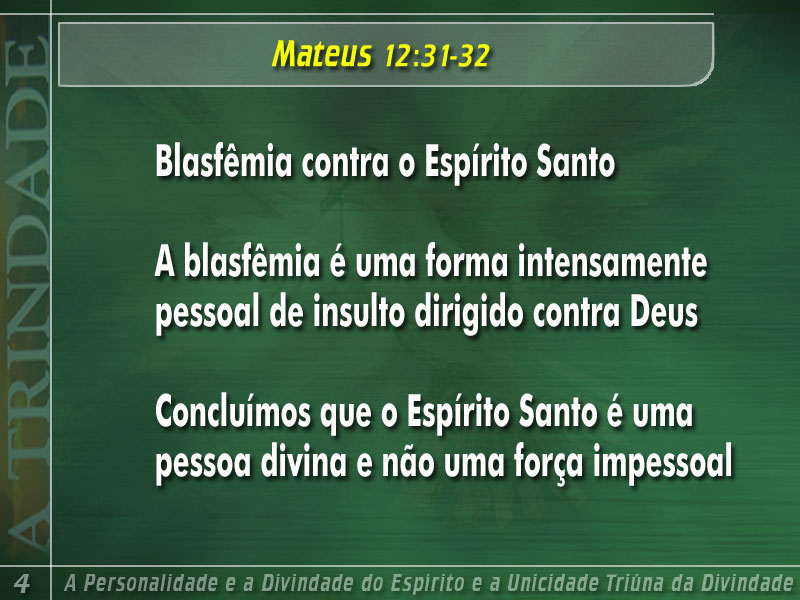 Mateus 12:31-32
A TRINDADE
Blasfêmia contra o Espírito Santo
A blasfêmia é uma forma intensamente
pessoal de insulto dirigido contra Deus
Concluímos que o Espírito Santo é uma
pessoa divina e não uma força impessoal
4
A Personalidade e a Divindade do Espírito e a Unicidade Triúna da Divindade